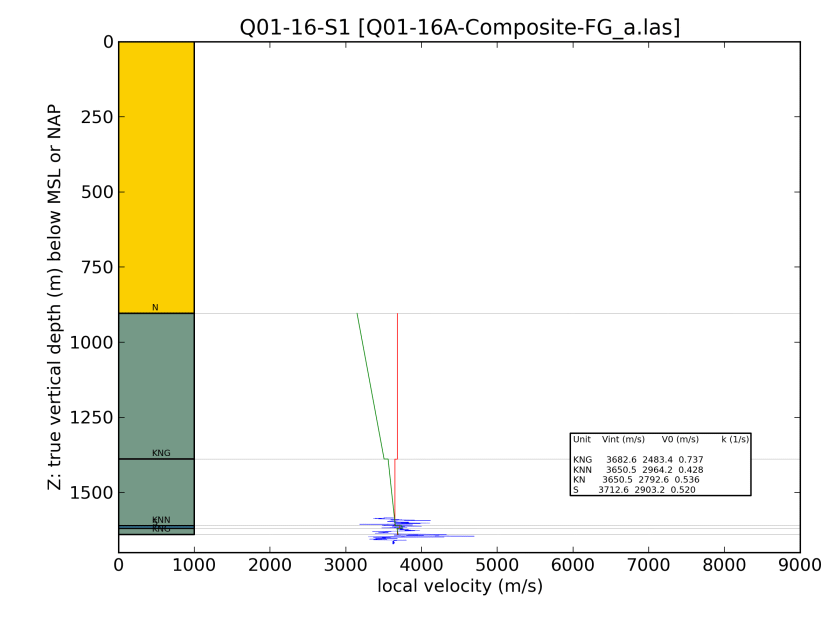 Q01-16-S1 [Q01-16A-Composite-FG_a.las]
Z: true vertical depth (m) below MSL or NAP
0
250
500
750
1000
1250
1500
N
KNG
KNN
KNG
Unit Vint (m/s) V0 (m/s) k (1/s)
KNG 3682.6 2483.4 0.737
KNN 3650.5 2964.2 0.428
KN 3650.5 2792.6 0.536
S 3712.6 2903.2 0.520
0 1000 2000 3000 4000 5000 6000 7000 8000 9000
local velocity (m/s)